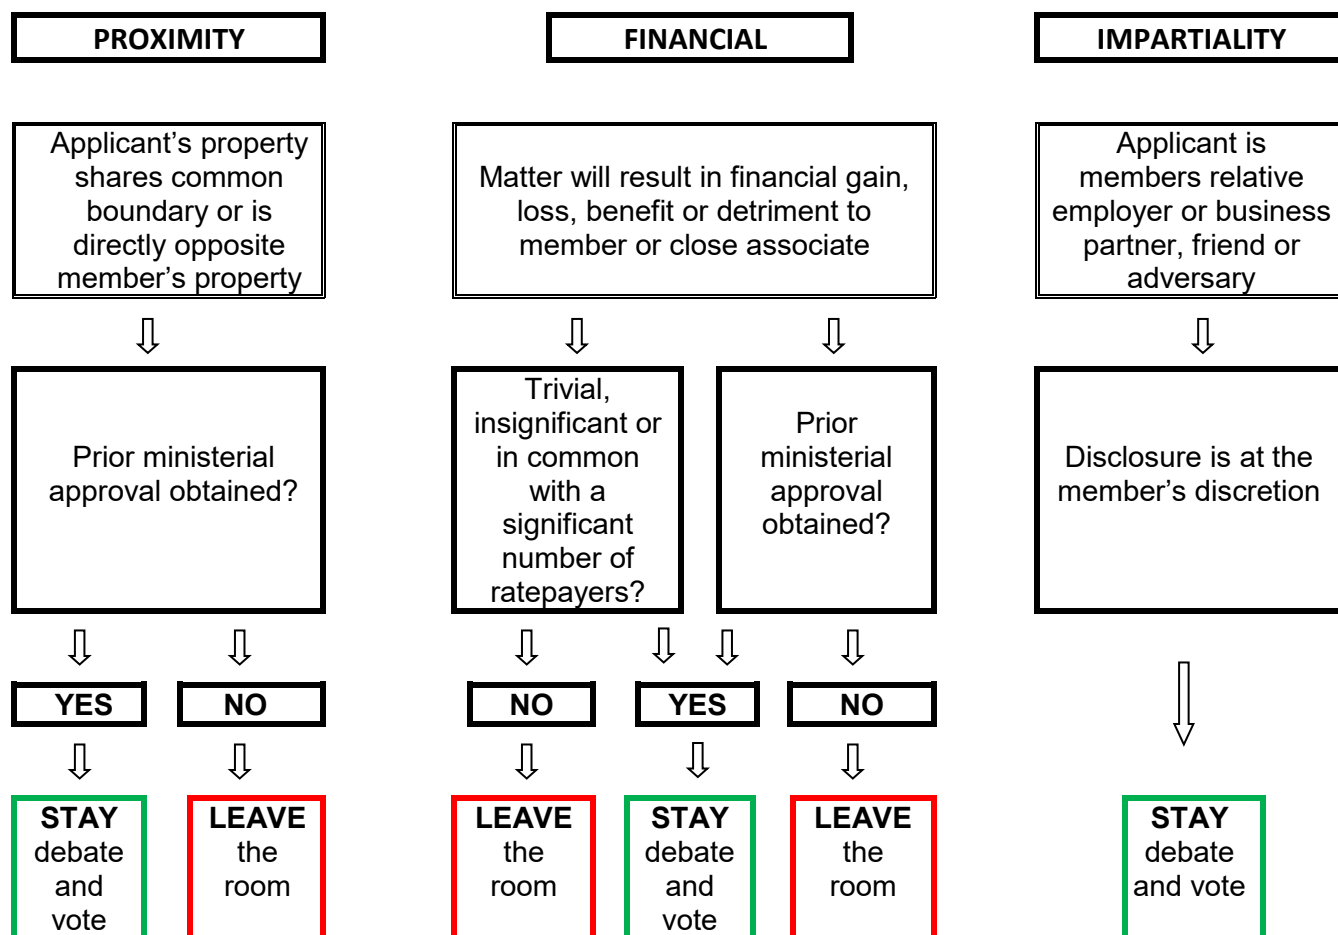 PROXIMITY
FINANCIAL
IMPARTIALITY
Applicant’s property
shares common
boundary or is
directly opposite
member’s property
Matter will result in financial gain,
loss, benefit or detriment to
member or close associate
Applicant is
members relative
employer or business
partner, friend or
adversary
Prior ministerial
approval obtained?
Trivial,
insignificant or
in common
with a
significant
number of
ratepayers?
Prior
ministerial
approval
obtained?
Disclosure is at the
member’s discretion
YES
NO
NO
YES
NO
STAY
debate
and
vote
LEAVE
the
room
LEAVE
the
room
STAY
debate
and
vote
LEAVE
the
room
STAY
debate
and vote